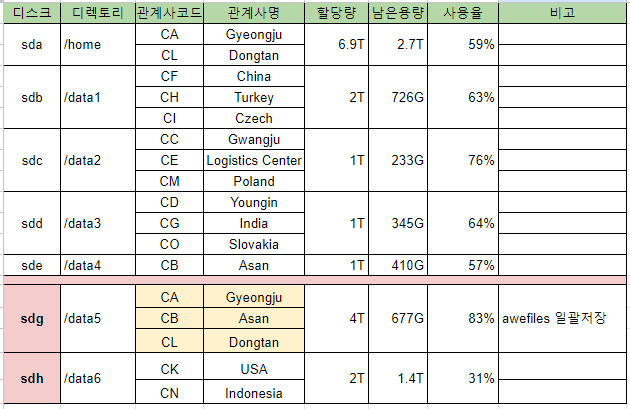 디스크 디렉토리 관계사코드 관계사명 할당량 남은용량 사용율 비고
sda /home CA Gyeongju 6.9T 2.7T 59%
CL Dongtan
sdb /data1 CF China 2T 726G 63%
CH Turkey
CI Czech
sdc /data2 CC Gwangju 1T 233G 76%
CE Logistics Center
CM Poland
sdd /data3 CD Youngin 1T 345G 64%
CG India
CO Slovakia
sde /data4 CB Asan 1T 410G 57%
sdg /data5 CA Gyeongju 4T 677G 83% awefiles 일괄저장
CB Asan
CL Dongtan
sdh /data6 CK USA 2T 1.4T 31%
CN Indonesia